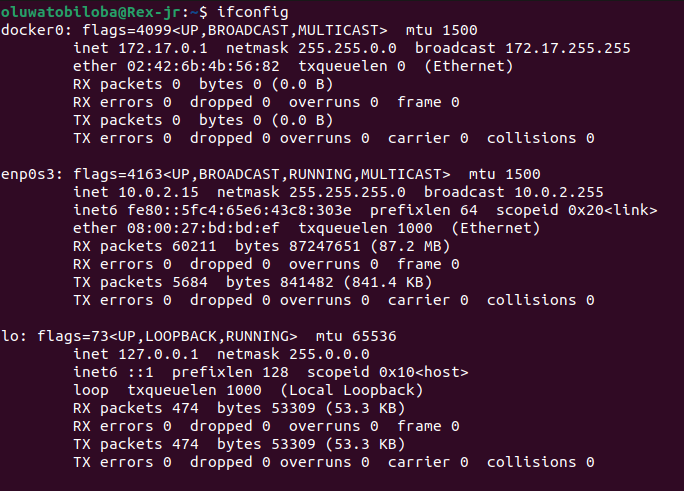 oluwatobiloba@Rex-jr:~$ ifconfig
docker0: flags=4099<UP,BROADCAST,MULTICAST>  mtu 1500
        inet 172.17.0.1  netmask 255.255.0.0  broadcast 172.17.255.255
        ether 02:42:6b:4b:56:82  txqueuelen 0  (Ethernet)
        RX packets 0  bytes 0 (0.0 B)
        RX errors 0  dropped 0  overruns 0  frame 0
        TX packets 0  bytes 0 (0.0 B)
        TX errors 0  dropped 0 overruns 0  carrier 0  collisions 0

enp0s3: flags=4163<UP,BROADCAST,RUNNING,MULTICAST>  mtu 1500
        inet 10.0.2.15  netmask 255.255.255.0  broadcast 10.0.2.255
        inet6 fe80::5fc4:65e6:43c8:303e  prefixlen 64  scopeid 0x20<link>
        ether 08:00:27:bd:bd:ef  txqueuelen 1000  (Ethernet)
        RX packets 60211  bytes 87247651 (87.2 MB)
        RX errors 0  dropped 0  overruns 0  frame 0
        TX packets 5684  bytes 841482 (841.4 KB)
        TX errors 0  dropped 0 overruns 0  carrier 0  collisions 0

lo: flags=73<UP,LOOPBACK,RUNNING>  mtu 65536
        inet 127.0.0.1  netmask 255.0.0.0
        inet6 ::1  prefixlen 128  scopeid 0x10<host>
        loop  txqueuelen 1000  (Local Loopback)
        RX packets 474  bytes 53309 (53.3 KB)
        RX errors 0  dropped 0  overruns 0  frame 0
        TX packets 474  bytes 53309 (53.3 KB)
        TX errors 0  dropped 0 overruns 0  carrier 0  collisions 0